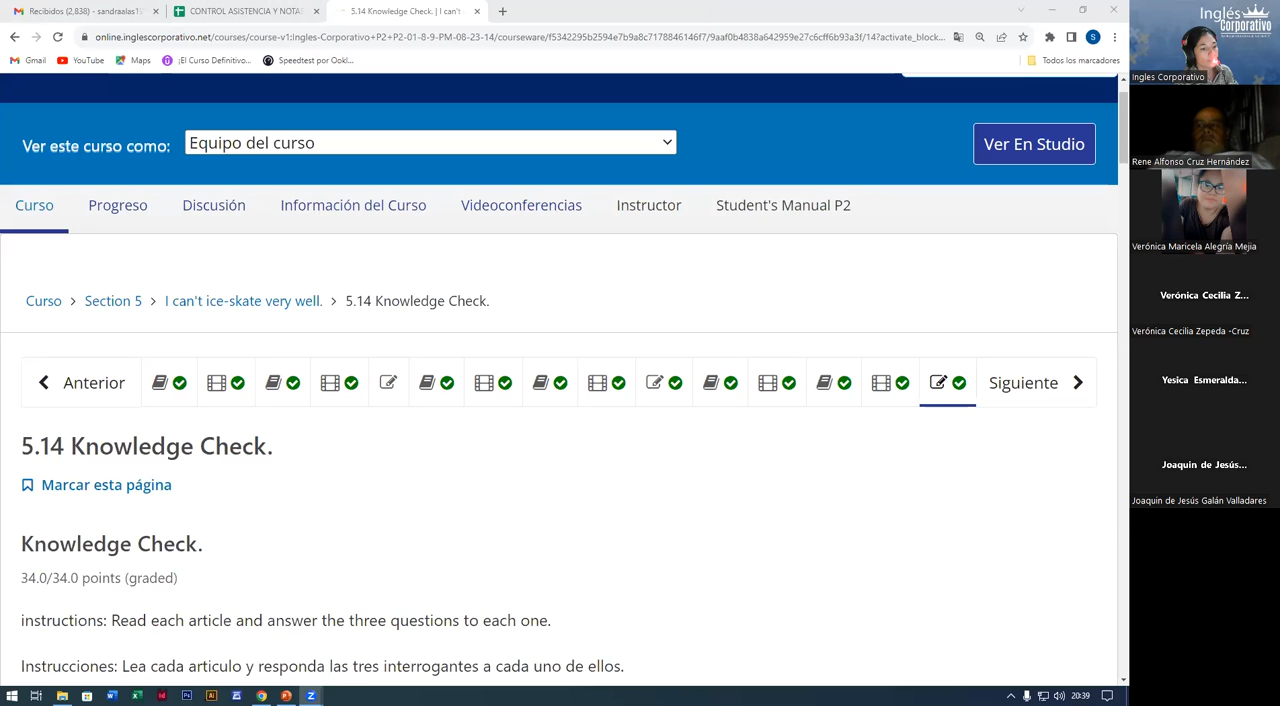 Recibidos (2,838) - sandraalas1
CONTROL ASISTENCIA Y NOTAS
5.14 Knowledge Check. | I can't
online.inglescorporativo.net/courses/course-v1:Ingles-Corporativo+P2+P2-01-8-9-PM-08-23-14/courseware/f5342295b2594e7b9a8c7178846146f7/9aaf0b4838a642959e27c6cff6b93a3f/14?activate_block...
Gmail
YouTube
Maps
¡El Curso Definitivo...
Speedtest por Ookl...
Todos los marcadores
Ver este curso como:
Equipo del curso
Ver En Studio
Curso
Progreso
Discusión
Información del Curso
Videoconferencias
Instructor
Student's Manual P2
Curso > Section 5 > I can't ice-skate very well. > 5.14 Knowledge Check.
Anterior
Siguiente
5.14 Knowledge Check.
Marcar esta página
Knowledge Check.
34.0/34.0 points (graded)
instructions: Read each article and answer the three questions to each one.
Instrucciones: Lea cada articulo y responda las tres interrogantes a cada uno de ellos.
20:39
Inglés
Corporativo
Ingles Corporativo
Rene Alfonso Cruz Hernández
Verónica Maricela Alegría Mejia
Verónica Cecilia Z...
Verónica Cecilia Zepeda -Cruz
Yesica Esmeralda...
Joaquin de Jesús...
Joaquin de Jesús Galán Valladares